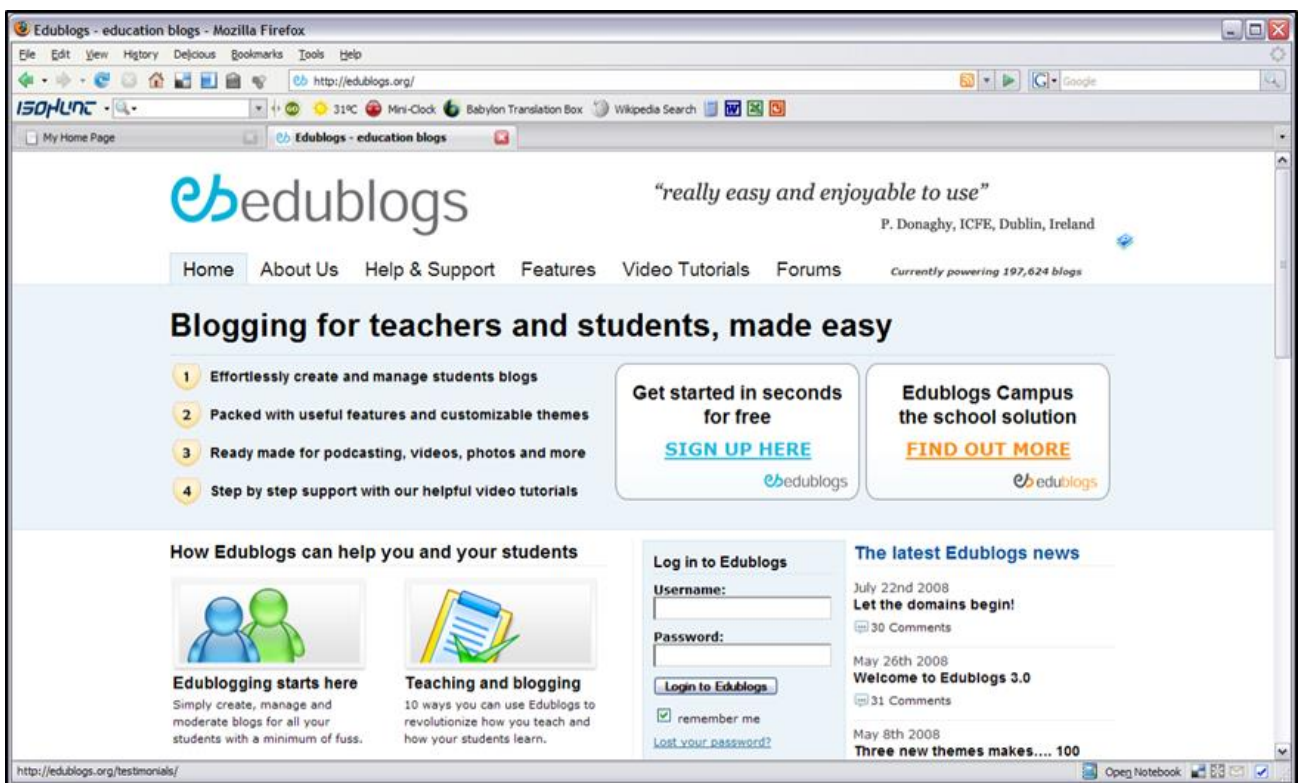 Edublogs - education blogs - Mozilla Firefox
File Edit View History Delicious Bookmarks Tools Help
http://edublogs.org/
Google
ISOHUNT
31°C Mini-Clock Babylon Translation Box Wikipedia Search
My Home Page
Edublogs - education blogs
edublogs
“really easy and enjoyable to use”
P. Donaghy, ICFE, Dublin, Ireland
Home About Us Help & Support Features Video Tutorials Forums
Currently powering 197,624 blogs
Blogging for teachers and students, made easy
1 Effortlessly create and manage students blogs
2 Packed with useful features and customizable themes
3 Ready made for podcasting, videos, photos and more
4 Step by step support with our helpful video tutorials
Get started in seconds
for free
SIGN UP HERE
edublogs
Edublogs Campus
the school solution
FIND OUT MORE
edublogs
How Edublogs can help you and your students
Edublogging starts here
Simply create, manage and
moderate blogs for all your
students with a minimum of fuss.
Teaching and blogging
10 ways you can use Edublogs to
revolutionize how you teach and
how your students learn.
Log in to Edublogs
Username:
Password:
Login to Edublogs
remember me
Lost your password?
The latest Edublogs news
July 22nd 2008
Let the domains begin!
30 Comments
May 26th 2008
Welcome to Edublogs 3.0
31 Comments
May 8th 2008
Three new themes makes.... 100
http://edublogs.org/testimonials/
Open Notebook